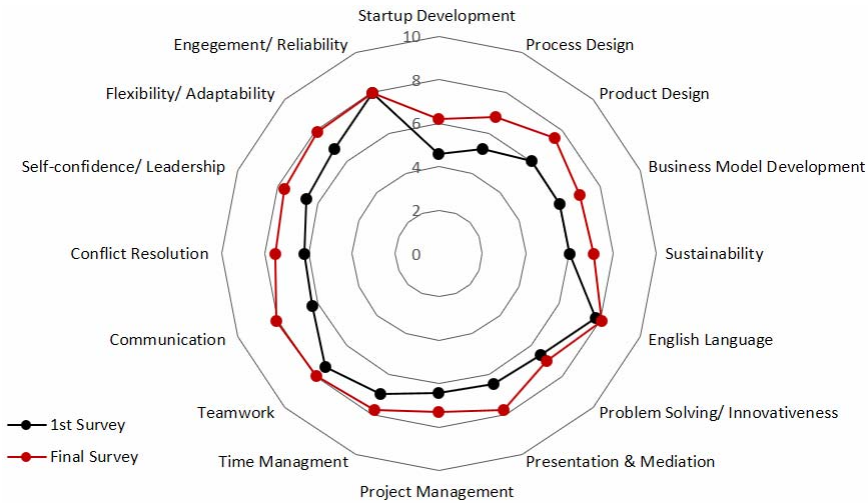 Startup Development
Engegement/ Reliability
10
Process Design
Flexibility/ Adaptability
8
Product Design
6
Self-confidence/ Leadership
4
Business Model Development
2
Conflict Resolution
0
Sustainability
Communication
English Language
Teamwork
Problem Solving/ Innovativeness
1st Survey
Final Survey
Time Managment
Presentation & Mediation
Project Management